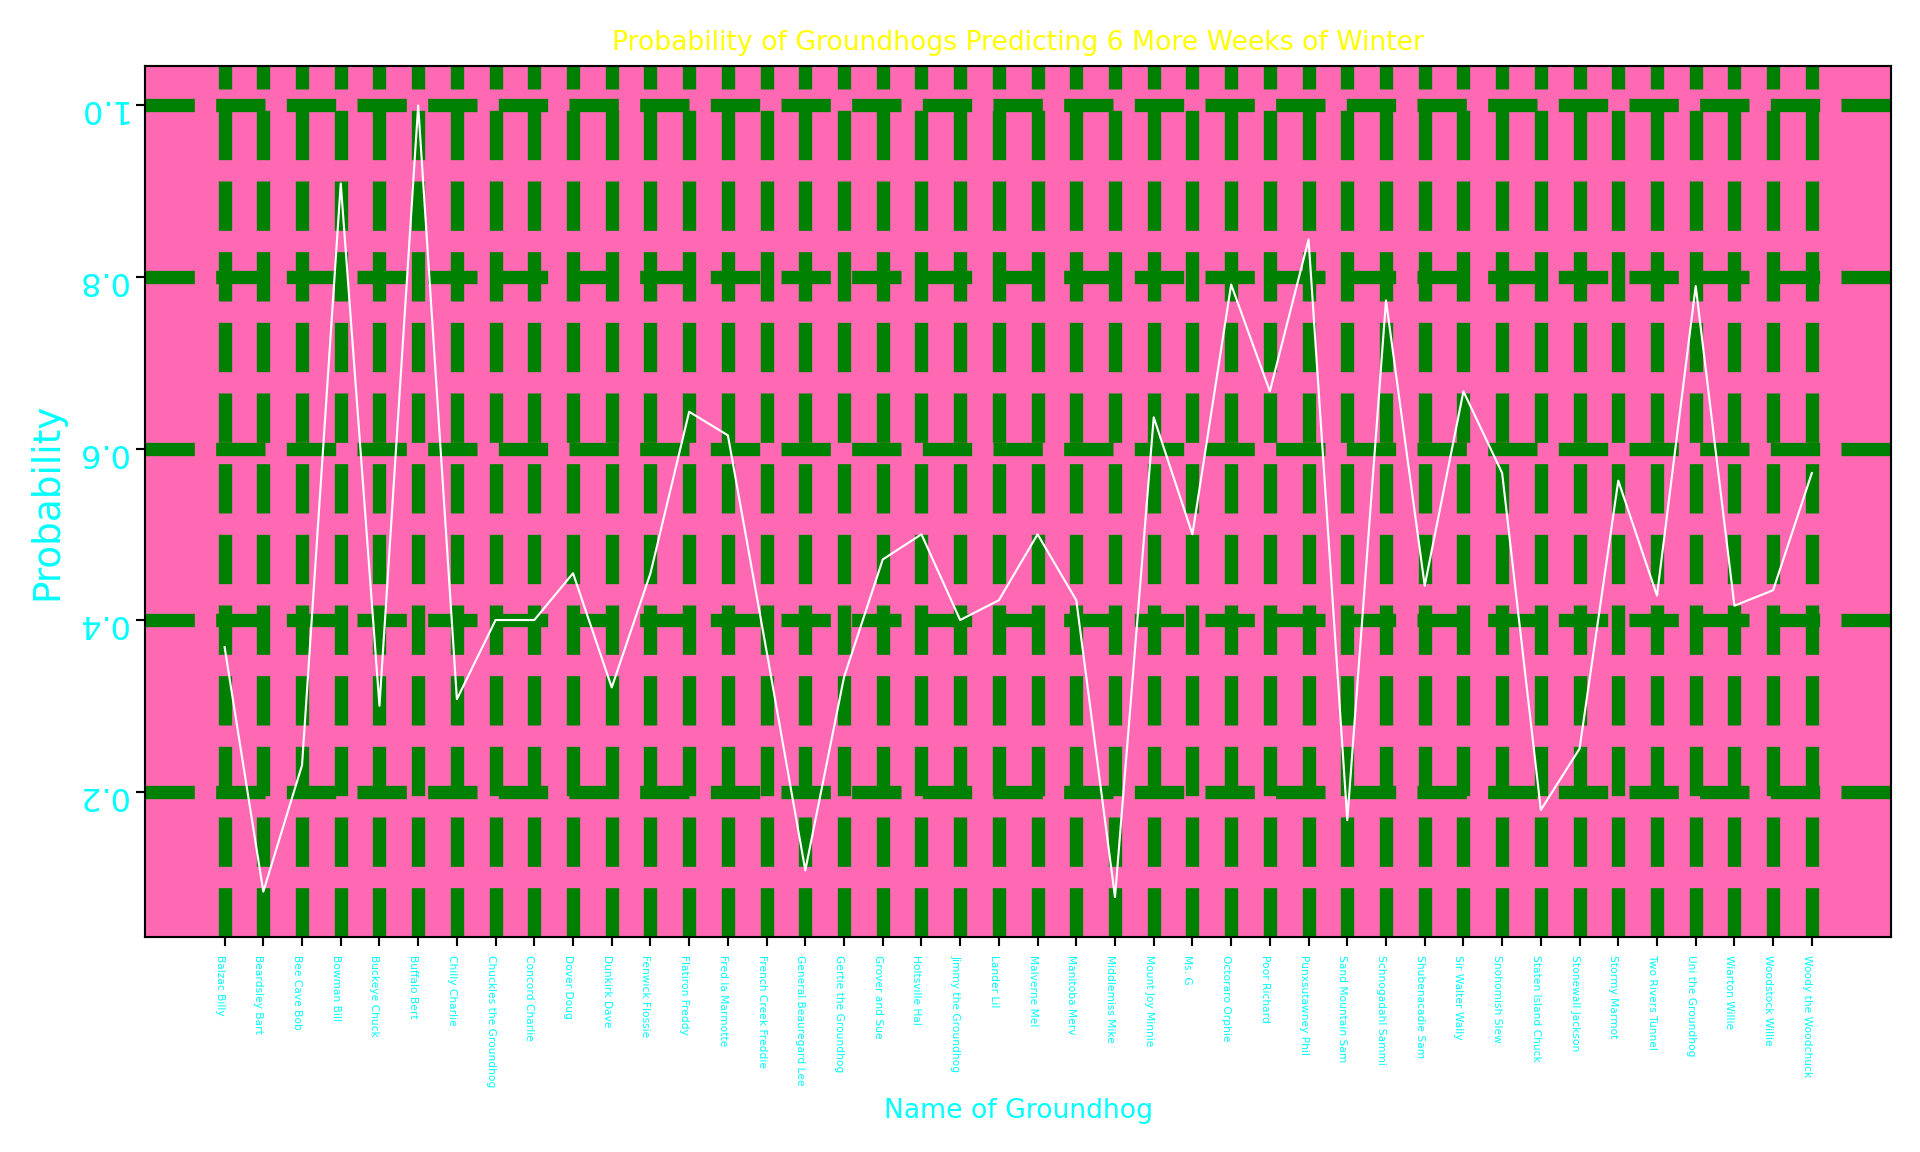 Probability of Groundhogs Predicting 6 More Weeks of Winter
Probability
1.0
0.8
0.6
0.4
0.2
Balzac Billy
Beardsley Bart
Bee Cave Bob
Bowman Bill
Buckeye Chuck
Buffalo Bert
Chilly Charlie
Chuckles the Groundhog
Concord Charlie
Dover Doug
Dunkirk Dave
Fenwick Flossie
Flatiron Freddy
Fred la Marmotte
French Creek Freddie
General Beauregard Lee
Gertie the Groundhog
Grover and Sue
Holtsville Hal
Jimmy the Groundhog
Lander Lil
Malverne Mel
Manitoba Merv
Middlemiss Mike
Mount Joy Minnie
Ms. G
Octoraro Orphie
Poor Richard
Punxsutawney Phil
Sand Mountain Sam
Schnogadahl Sammi
Shubenacadie Sam
Sir Walter Wally
Snohomish Slew
Staten Island Chuck
Stonewall Jackson
Stormy Marmot
Two Rivers Tunnel
Uni the Groundhog
Wiarton Willie
Woodstock Willie
Woody the Woodchuck
Name of Groundhog